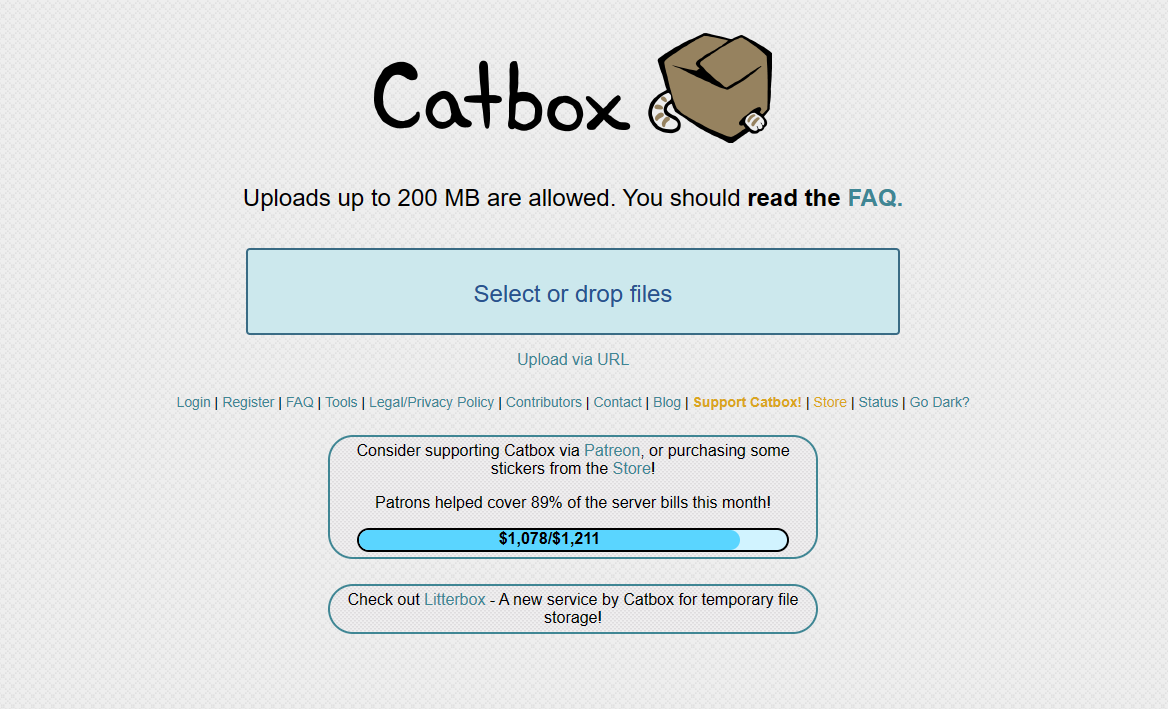 Catbox
Uploads up to 200 MB are allowed. You should read the FAQ.
Select or drop files
Upload via URL
Login | Register | FAQ | Tools | Legal/Privacy Policy | Contributors | Contact | Blog | Support Catbox! | Store | Status | Go Dark?
Consider supporting Catbox via Patreon, or purchasing some
stickers from the Store!
Patrons helped cover 89% of the server bills this month!
$1,078/$1,211
Check out Litterbox - A new service by Catbox for temporary file
storage!